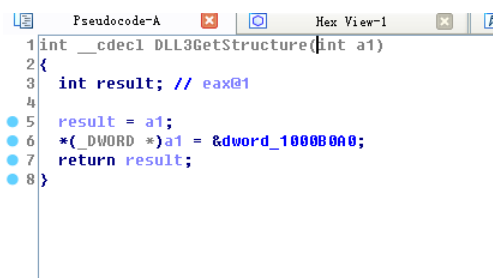 Pseudocode-A
Hex View-1
1 int __cdecl DLL3GetStructure(int a1)
2 {
3 int result; // eax@1
4
5 result = a1;
6 *(_DWORD *)a1 = &dword_1000B0A0;
7 return result;
8 }